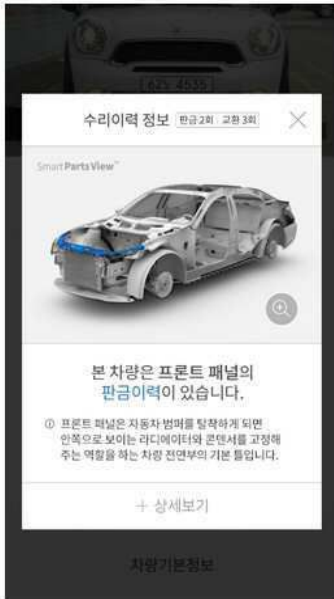 수리이력 정보 판금 2회 교환 3회
Smart Parts View™
본 차량은 프론트 패널의
판금이력이 있습니다.
① 프론트 패널은 자동차 범퍼를 탈착하게 되면
안쪽으로 보이는 라디에이터와 콘덴서를 고정해
주는 역할을 하는 차량 전면부의 기본 틀입니다.
+ 상세보기
차량기본정보